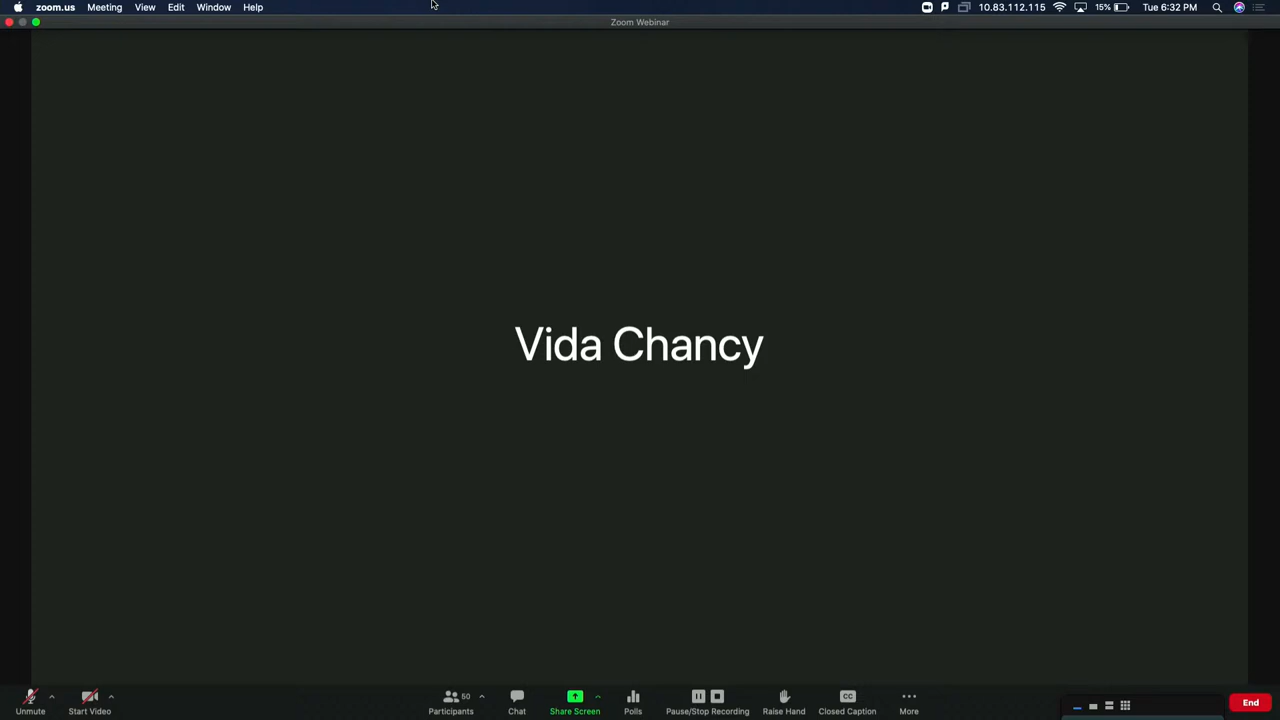 zoom.us Meeting View Edit Window Help 10.83.112.115 15% Tue 6:32 PM
Zoom Webinar
Vida Chancy
Unmute Start Video Participants 50 Chat Share Screen Polls Pause/Stop Recording Raise Hand CC Closed Caption More End